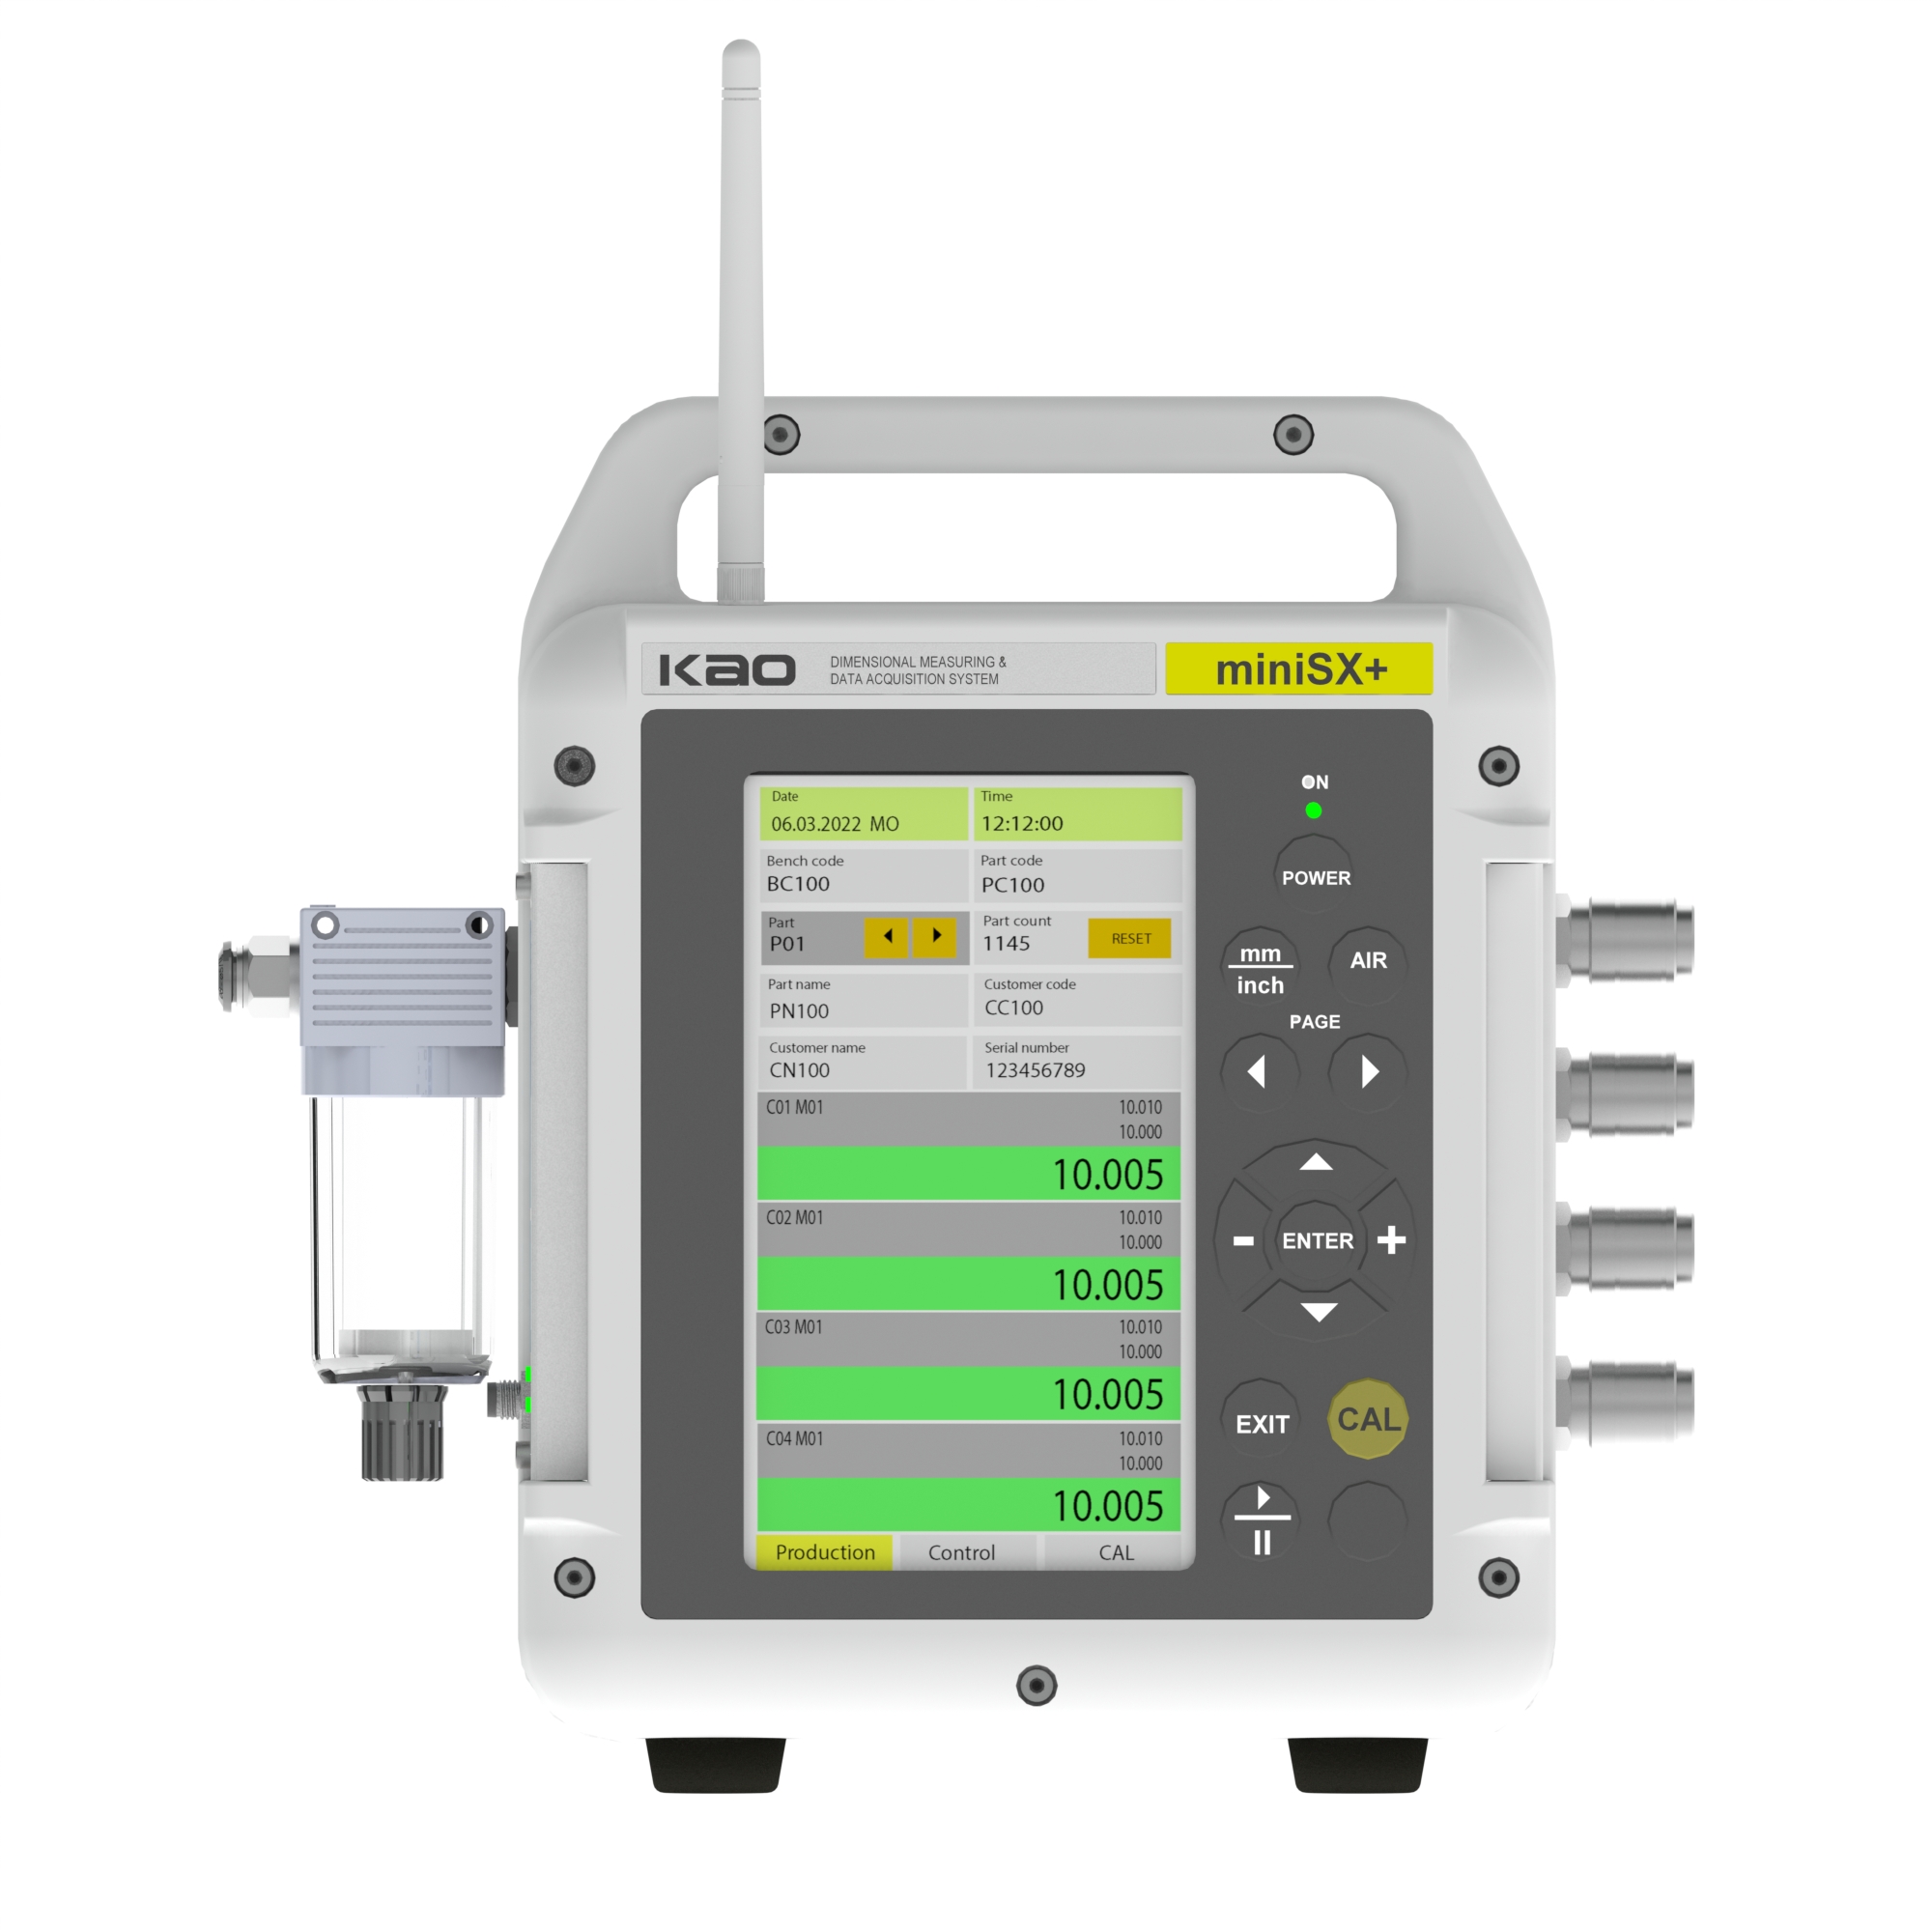 Kao
DIMENSIONAL MEASURING &
DATA ACQUISITION SYSTEM
miniSX+
Date
06.03.2022 MO
Time
12:12:00
Bench code
BC100
Part code
PC100
Part
P01
Part count
1145
RESET
Part name
PN100
Customer code
CC100
Customer name
CN100
Serial number
123456789
C01 M01
10.010
10.000
10.005
C02 M01
10.010
10.000
10.005
C03 M01
10.010
10.000
10.005
C04 M01
10.010
10.000
10.005
Production
Control
CAL
ON
POWER
mm
inch
AIR
PAGE
- ENTER +
EXIT
CAL